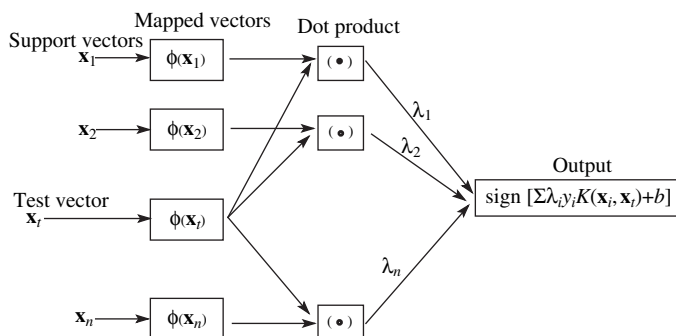 Mapped vectors
Dot product
Support vectors
x₁
ϕ(x₁)
(•)
λ₁
x₂
ϕ(x₂)
(•)
λ₂
Output
sign [ΣλᵢyᵢK(xᵢ, xₜ)+b]
Test vector
xₜ
ϕ(xₜ)
λₙ
xₙ
ϕ(xₙ)
(•)